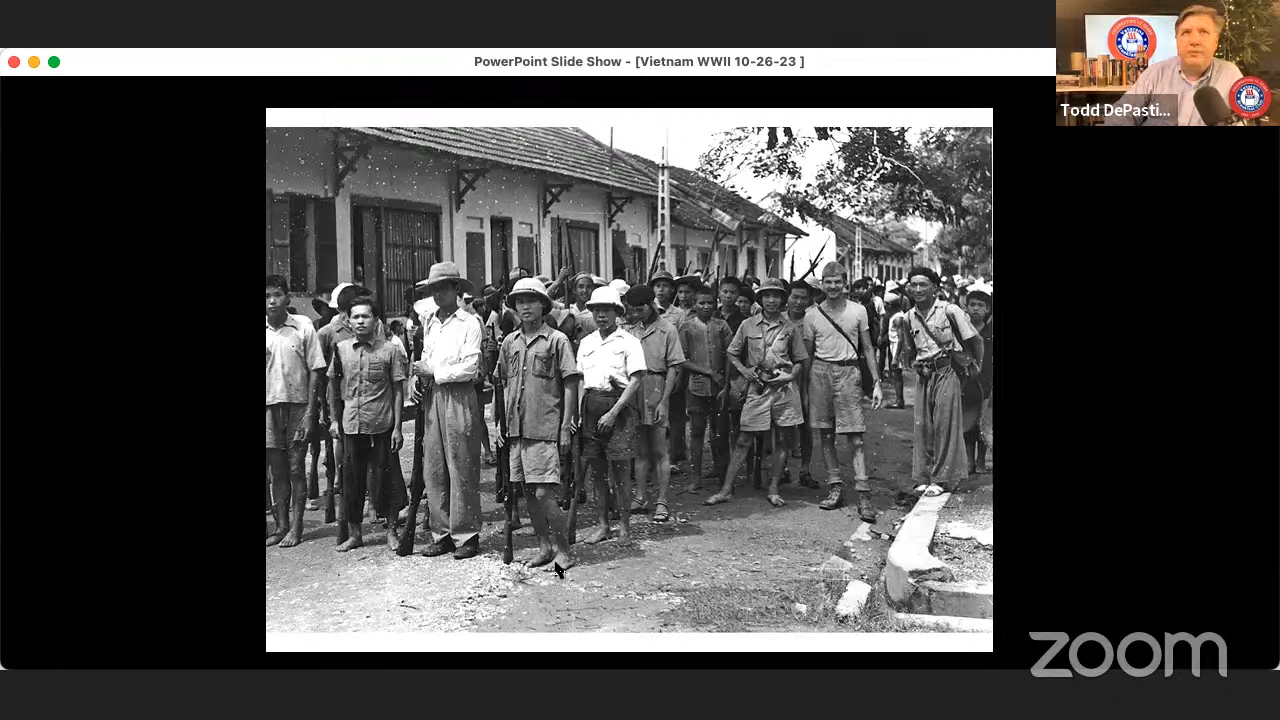 PowerPoint Slide Show - [Vietnam WWII 10-26-23 ]
Todd DePasti...
zoom